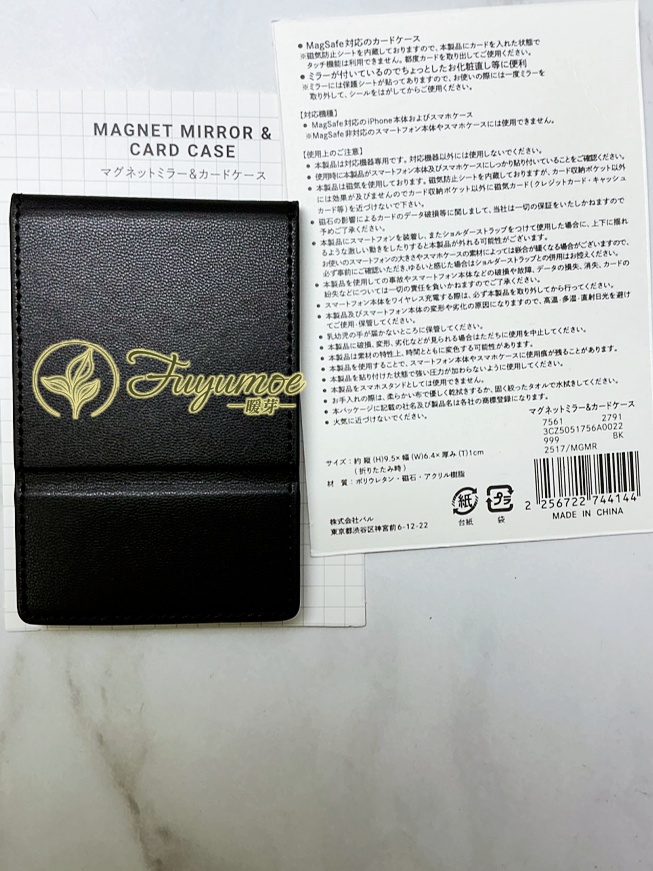 MAGNET MIRROR &
CARD CASE
マグネットミラー&カードケース
Fuyumoe
暖芽
● MagSafe対応のカードケース
※磁気防止シートを内蔵しておりますので、本製品にカードを入れた状態で
タッチ機能は利用できません。都度カードを取り出してご使用ください。
● ミラーが付いているのでちょっとしたお化粧直し等に便利
※ミラーには保護シートが貼ってありますので、お使いの際には一度ミラーを
取り外して、シールをはがしてからご使用ください。
【対応機種】
● MagSafe対応のiPhone本体およびスマホケース
※MagSafe非対応のスマートフォン本体やスマホケースには使用できません。
【使用上のご注意】
● 本製品は対応機器専用です。対応機器以外には使用しないでください。
● 使用時に本製品がスマートフォン本体及びスマホケースにしっかり貼り付いていることをご確認ください。
● 本製品は磁気を使用しております。磁気防止シートを内蔵しておりますが、カード収納ポケット以外
には効果が及びませんのでカード収納ポケット以外に磁気カード(クレジットカード・キャッシュ
カード等)を近づけないで下さい。
● 磁石の影響によるカードのデータ破損等に関しまして、当社は一切の保証をいたしかねますので
予めご了承ください。
● 本製品にスマートフォンを装着し、またショルダーストラップをつけて使用した場合に、上下に揺れ
るような激しい動きをしたりすると本製品が外れる可能性がございます。
お使いのスマートフォンの大きさやスマホケースの素材によっては嵌合が緩くなる場合がございますので、
必ず事前にご確認いただき、ゆるいと感じた場合はショルダーストラップとの併用はお控えください。
● 本製品を使用しての事故やスマートフォン本体などの破損や故障、データの損失、消失、カードの
紛失などについては一切の責任を負いかねますのでご了承ください。
● スマートフォン本体をワイヤレス充電する際は、必ず本製品を取り外してから行ってください。
● 本製品及びスマートフォン本体の変形や劣化の原因になりますので、高温・多湿・直射日光を避け
てご使用・保管してください。
● 乳幼児の手が届かないところに保管してください。
● 本製品に破損、変形、劣化などが見られる場合はただちに使用を中止してください。
● 本製品は素材の特性上、時間とともに変色する可能性があります。
● 本製品を使用することで、スマートフォン本体やスマホケースに使用痕が残ることがあります。
● 本製品を貼り付けた状態で強い圧力が加わらないように使用してください。
● 本製品をスマホスタンドとしては使用できません。
● お手入れの際は、柔らかい布で優しく乾拭きするか、固く絞ったタオルで水拭きしてください。
● 本パッケージに記載の社名及び製品名は各社の商標登録になります。
● 火気に近づけないでください。
マグネットミラー&カードケース
7561 2791
3CZ5051756A0022
999 BK
2517/MGMR
サイズ:約 縦(H)9.5×幅(W)6.4×厚み(T)1cm
(折りたたみ時)
材 質:ポリウレタン・磁石・アクリル樹脂
紙 プラ
台紙 袋
2 256722 744144
MADE IN CHINA
株式会社パル
東京都渋谷区神宮前6-12-22